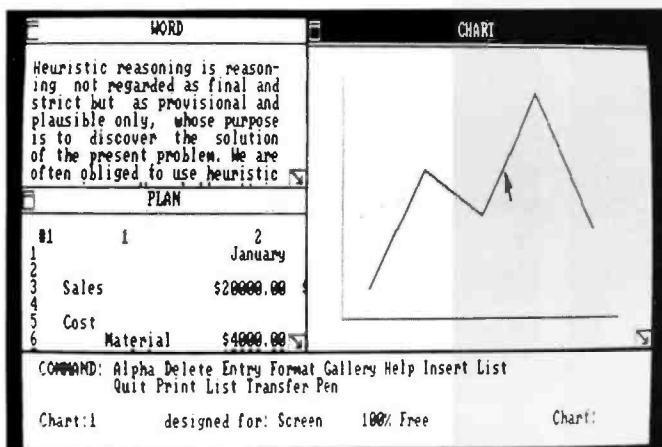 WORD
Heuristic reasoning is reason-
ing not regarded as final and
strict but as provisional and
plausible only, whose purpose
is to discover the solution
of the present problem. We are
often obliged to use heuristic
PLAN
#1 1 2
1 January
2
3 Sales $20000.00
4
5 Cost
6 Material $4000.00
CHART
COMMAND: Alpha Delete Entry Format Gallery Help Insert List
Quit Print List Transfer Pen
Chart:1 designed for: Screen 100% Free Chart: